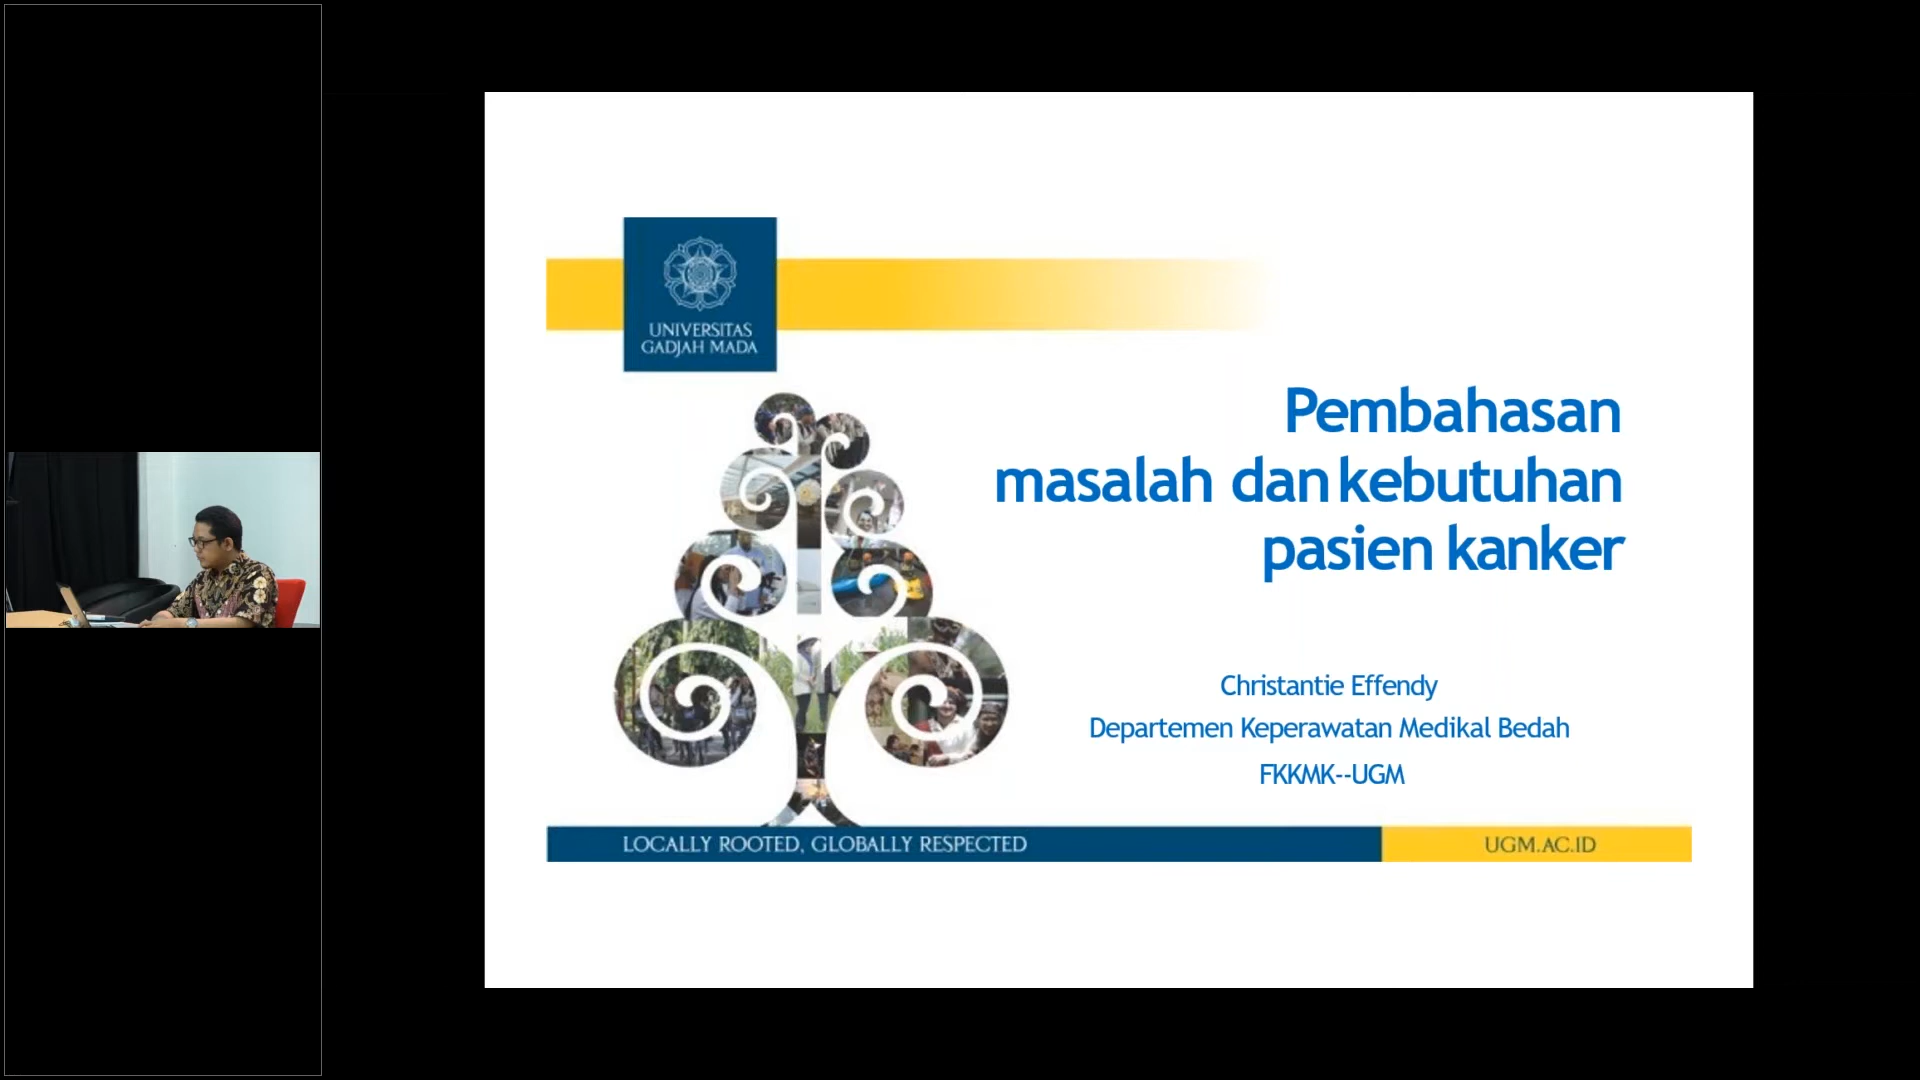 UNIVERSITAS
GADJAH MADA
Pembahasan
masalah dan kebutuhan
pasien kanker
Christantie Effendy
Departemen Keperawatan Medikal Bedah
FKKMK--UGM
LOCALLY ROOTED, GLOBALLY RESPECTED
UGM.AC.ID